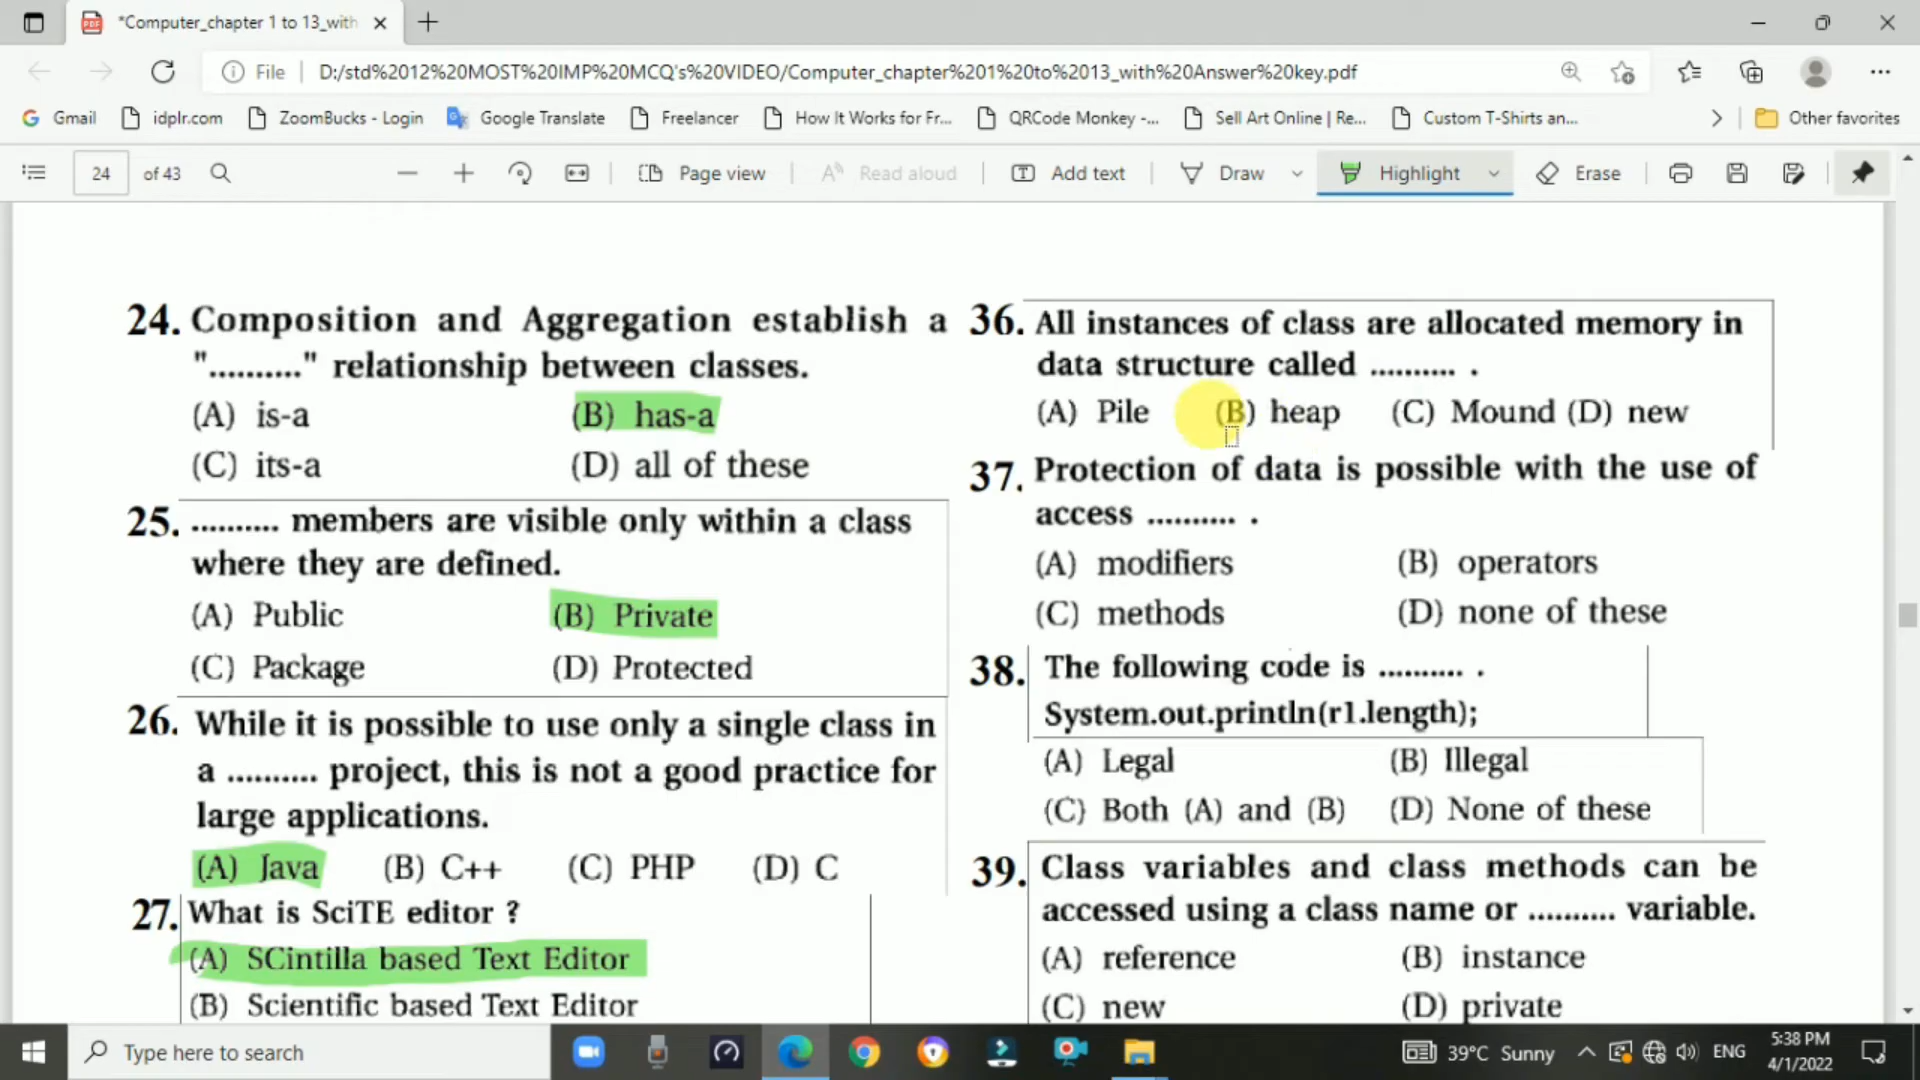 *Computer_chapter 1 to 13_with
File
D:/std%2012%20MOST%20IMP%20MCQ's%20VIDEO/Computer_chapter%201%20to%2013_with%20Answer%20key.pdf
Gmail
idplr.com
ZoomBucks - Login
Google Translate
Freelancer
How It Works for Fr...
QRCode Monkey -...
Sell Art Online | Re...
Custom T-Shirts an...
Other favorites
24 of 43
Page view
Read aloud
Add text
Draw
Highlight
Erase
24. Composition and Aggregation establish a
".........." relationship between classes.
(A) is-a (B) has-a
(C) its-a (D) all of these
25. .......... members are visible only within a class
where they are defined.
(A) Public (B) Private
(C) Package (D) Protected
26. While it is possible to use only a single class in
a .......... project, this is not a good practice for
large applications.
(A) Java (B) C++ (C) PHP (D) C
27. What is SciTE editor ?
(A) SCintilla based Text Editor
(B) Scientific based Text Editor
36. All instances of class are allocated memory in
data structure called .......... .
(A) Pile (B) heap (C) Mound (D) new
37. Protection of data is possible with the use of
access .......... .
(A) modifiers (B) operators
(C) methods (D) none of these
38. The following code is .......... .
System.out.println(r1.length);
(A) Legal (B) Illegal
(C) Both (A) and (B) (D) None of these
39. Class variables and class methods can be
accessed using a class name or .......... variable.
(A) reference (B) instance
(C) new (D) private
Type here to search
39°C Sunny
ENG
5:38 PM
4/1/2022